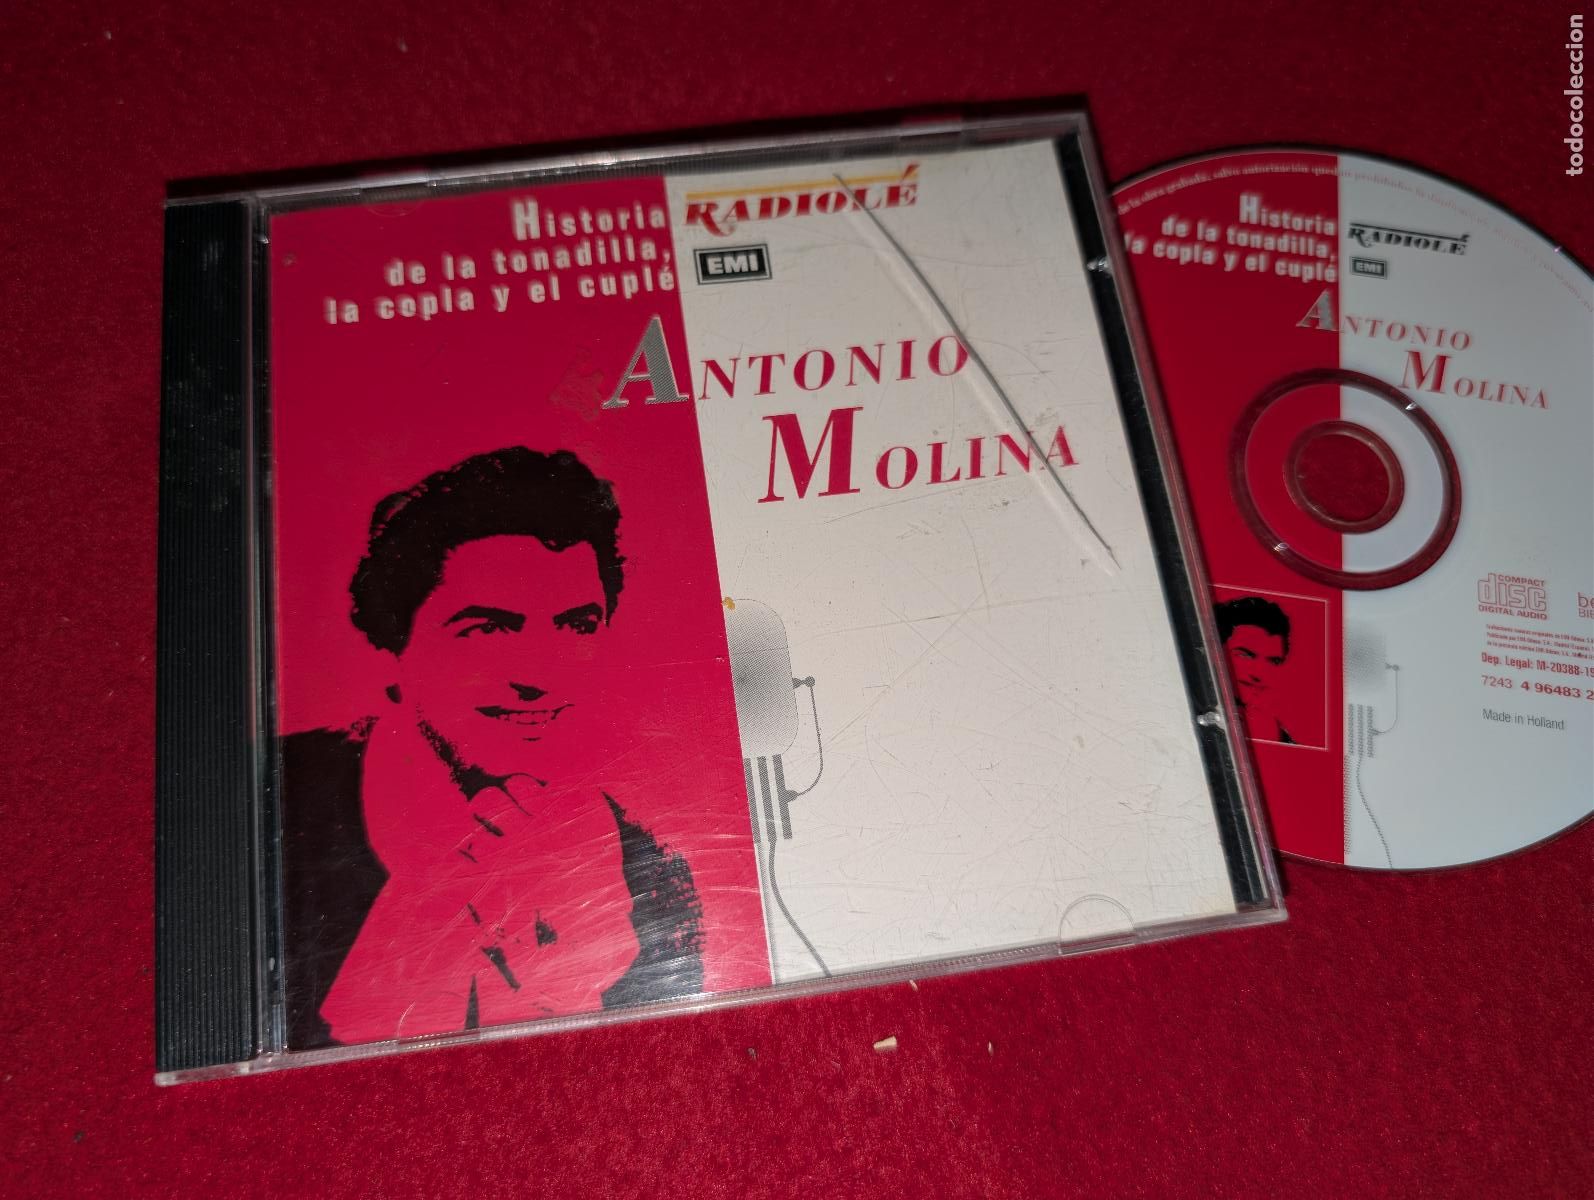 Historia
de la tonadilla,
la copla y el cuplé
RADIOLÉ
EMI
ANTONIO
MOLINA
Historia
de la tonadilla,
la copla y el cuplé
RADIOLÉ
EMI
ANTONIO
MOLINA
COMPACT
disc
DIGITAL AUDIO
Dep. Legal: M-20388-19
7243 4 96483 2
Made in Holland
todocoleccion